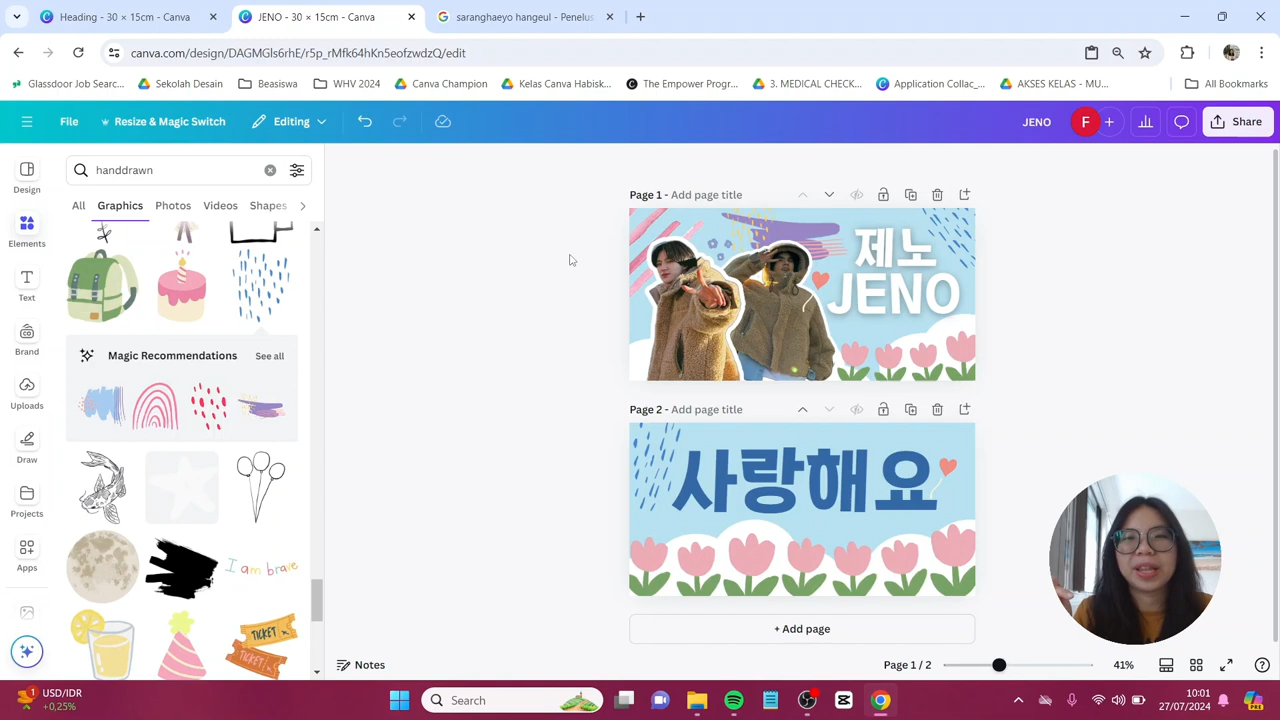 Heading - 30 × 15cm - Canva
JENO - 30 × 15cm - Canva
saranghaeyo hangeul - Penelus
canva.com/design/DAGMGIs6rhE/r5p_rMfk64hKn5eofzwdzQ/edit
Glassdoor Job Searc...
Sekolah Desain
Beasiswa
WHV 2024
Canva Champion
Kelas Canva Habisk...
The Empower Progr...
3. MEDICAL CHECK...
Application Collac_...
AKSES KELAS - MU...
All Bookmarks
File
Resize & Magic Switch
Editing
JENO
F
Share
Design
Elements
Text
Brand
Uploads
Draw
Projects
Apps
handdrawn
All
Graphics
Photos
Videos
Shapes
Magic Recommendations
See all
I am brave
TICKET
TICKET
Page 1 - Add page title
제노
JENO
Page 2 - Add page title
사랑해요
+ Add page
Notes
Page 1 / 2
41%
1
USD/IDR
+0,25%
Search
10:01
27/07/2024